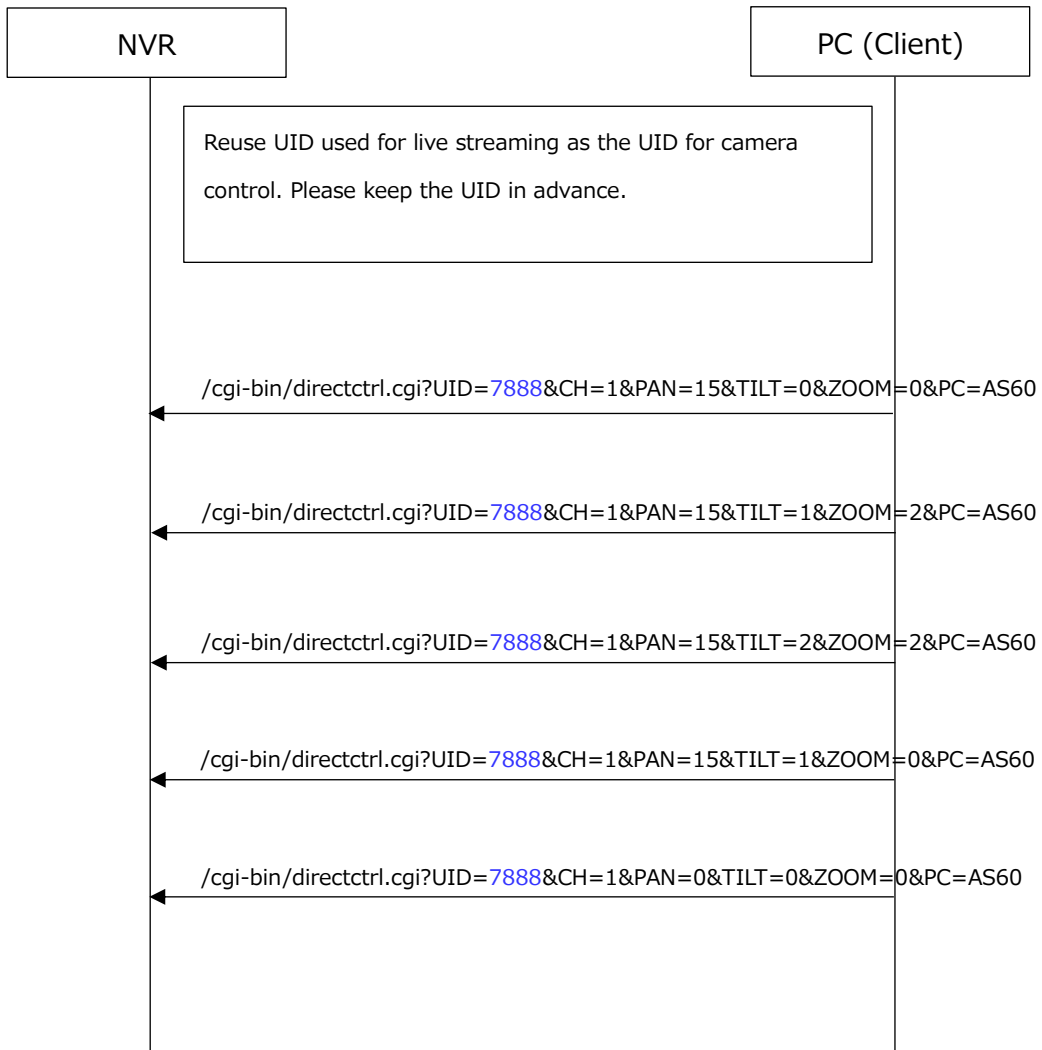 NVR
PC (Client)
Reuse UID used for live streaming as the UID for camera
control. Please keep the UID in advance.
/cgi-bin/directctrl.cgi?UID=7888&CH=1&PAN=15&TILT=0&ZOOM=0&PC=AS60
/cgi-bin/directctrl.cgi?UID=7888&CH=1&PAN=15&TILT=1&ZOOM=2&PC=AS60
/cgi-bin/directctrl.cgi?UID=7888&CH=1&PAN=15&TILT=2&ZOOM=2&PC=AS60
/cgi-bin/directctrl.cgi?UID=7888&CH=1&PAN=15&TILT=1&ZOOM=0&PC=AS60
/cgi-bin/directctrl.cgi?UID=7888&CH=1&PAN=0&TILT=0&ZOOM=0&PC=AS60